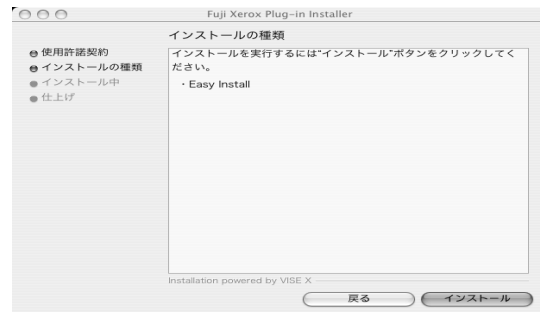 Fuji Xerox Plug-in Installer
インストールの種類
使用許諾契約
インストールの種類
インストール中
仕上げ
インストールを実行するには"インストール"ボタンをクリックしてく
ださい。
・Easy Install
Installation powered by VISE X
戻る
インストール